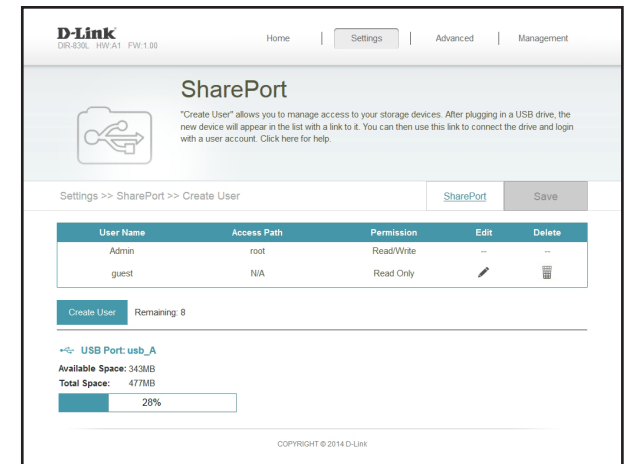 D-Link
DIR-830L HW:A1 FW:1.00
Home | Settings | Advanced | Management
SharePort
"Create User" allows you to manage access to your storage devices. After plugging in a USB drive, the
new device will appear in the list with a link to it. You can then use this link to connect the drive and login
with a user account. Click here for help.
Settings >> SharePort >> Create User SharePort Save
User Name Access Path Permission Edit Delete
Admin root Read/Write -- --
guest N/A Read Only
Create User Remaining: 8
USB Port: usb_A
Available Space: 343MB
Total Space: 477MB
28%
COPYRIGHT © 2014 D-Link